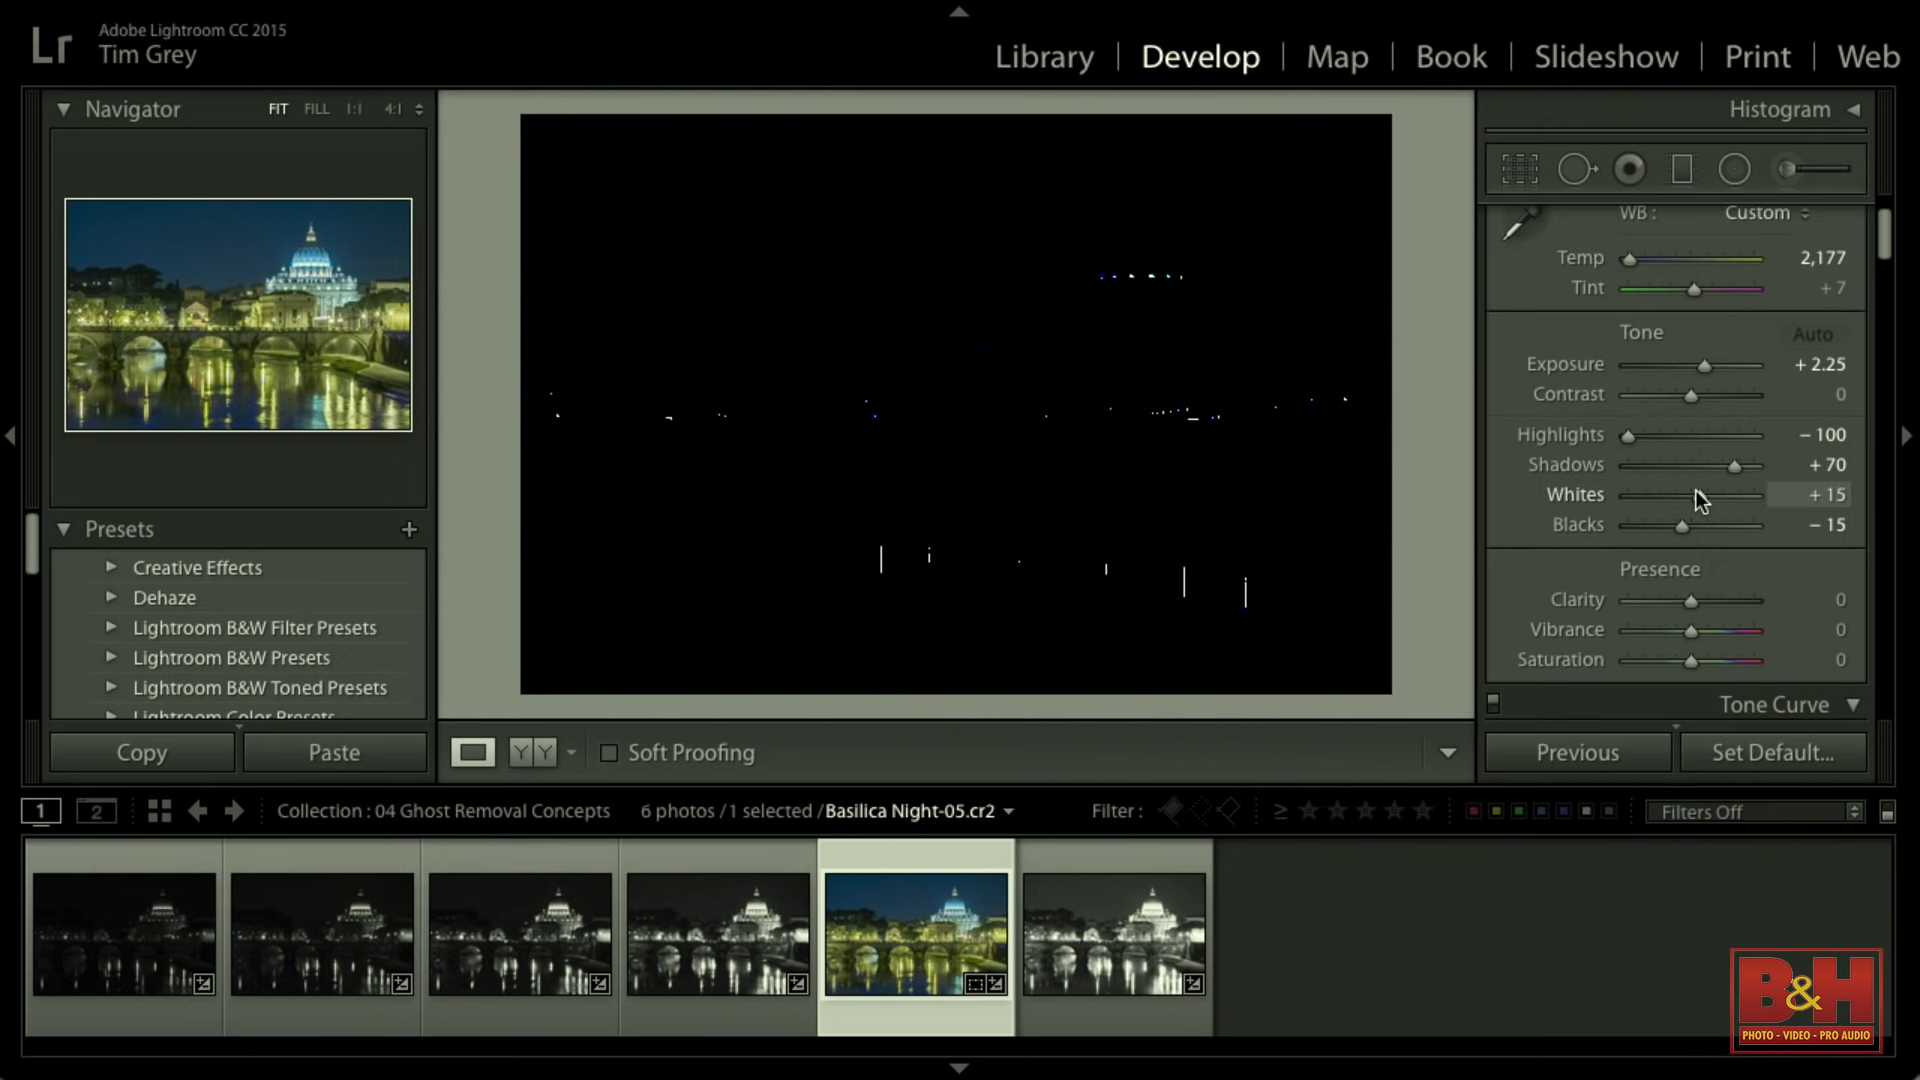 Lr
Adobe Lightroom CC 2015
Tim Grey
Library | Develop | Map | Book | Slideshow | Print | Web
Navigator
FIT FILL 1:1 4:1
Presets +
Creative Effects
Dehaze
Lightroom B&W Filter Presets
Lightroom B&W Presets
Lightroom B&W Toned Presets
Lightroom Color Presets
Copy
Paste
YY
Soft Proofing
Histogram
WB : Custom
Temp 2,177
Tint + 7
Tone Auto
Exposure + 2.25
Contrast 0
Highlights – 100
Shadows + 70
Whites + 15
Blacks – 15
Presence
Clarity 0
Vibrance 0
Saturation 0
Tone Curve
Previous
Set Default...
1 2
Collection : 04 Ghost Removal Concepts
6 photos / 1 selected / Basilica Night-05.cr2
Filter :
≥
Filters Off
B&H
PHOTO - VIDEO - PRO AUDIO